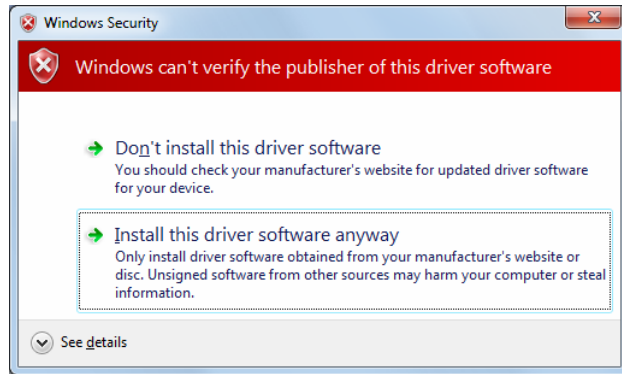 Windows Security
Windows can't verify the publisher of this driver software
Don't install this driver software
You should check your manufacturer's website for updated driver software
for your device.
Install this driver software anyway
Only install driver software obtained from your manufacturer's website or
disc. Unsigned software from other sources may harm your computer or steal
information.
See details